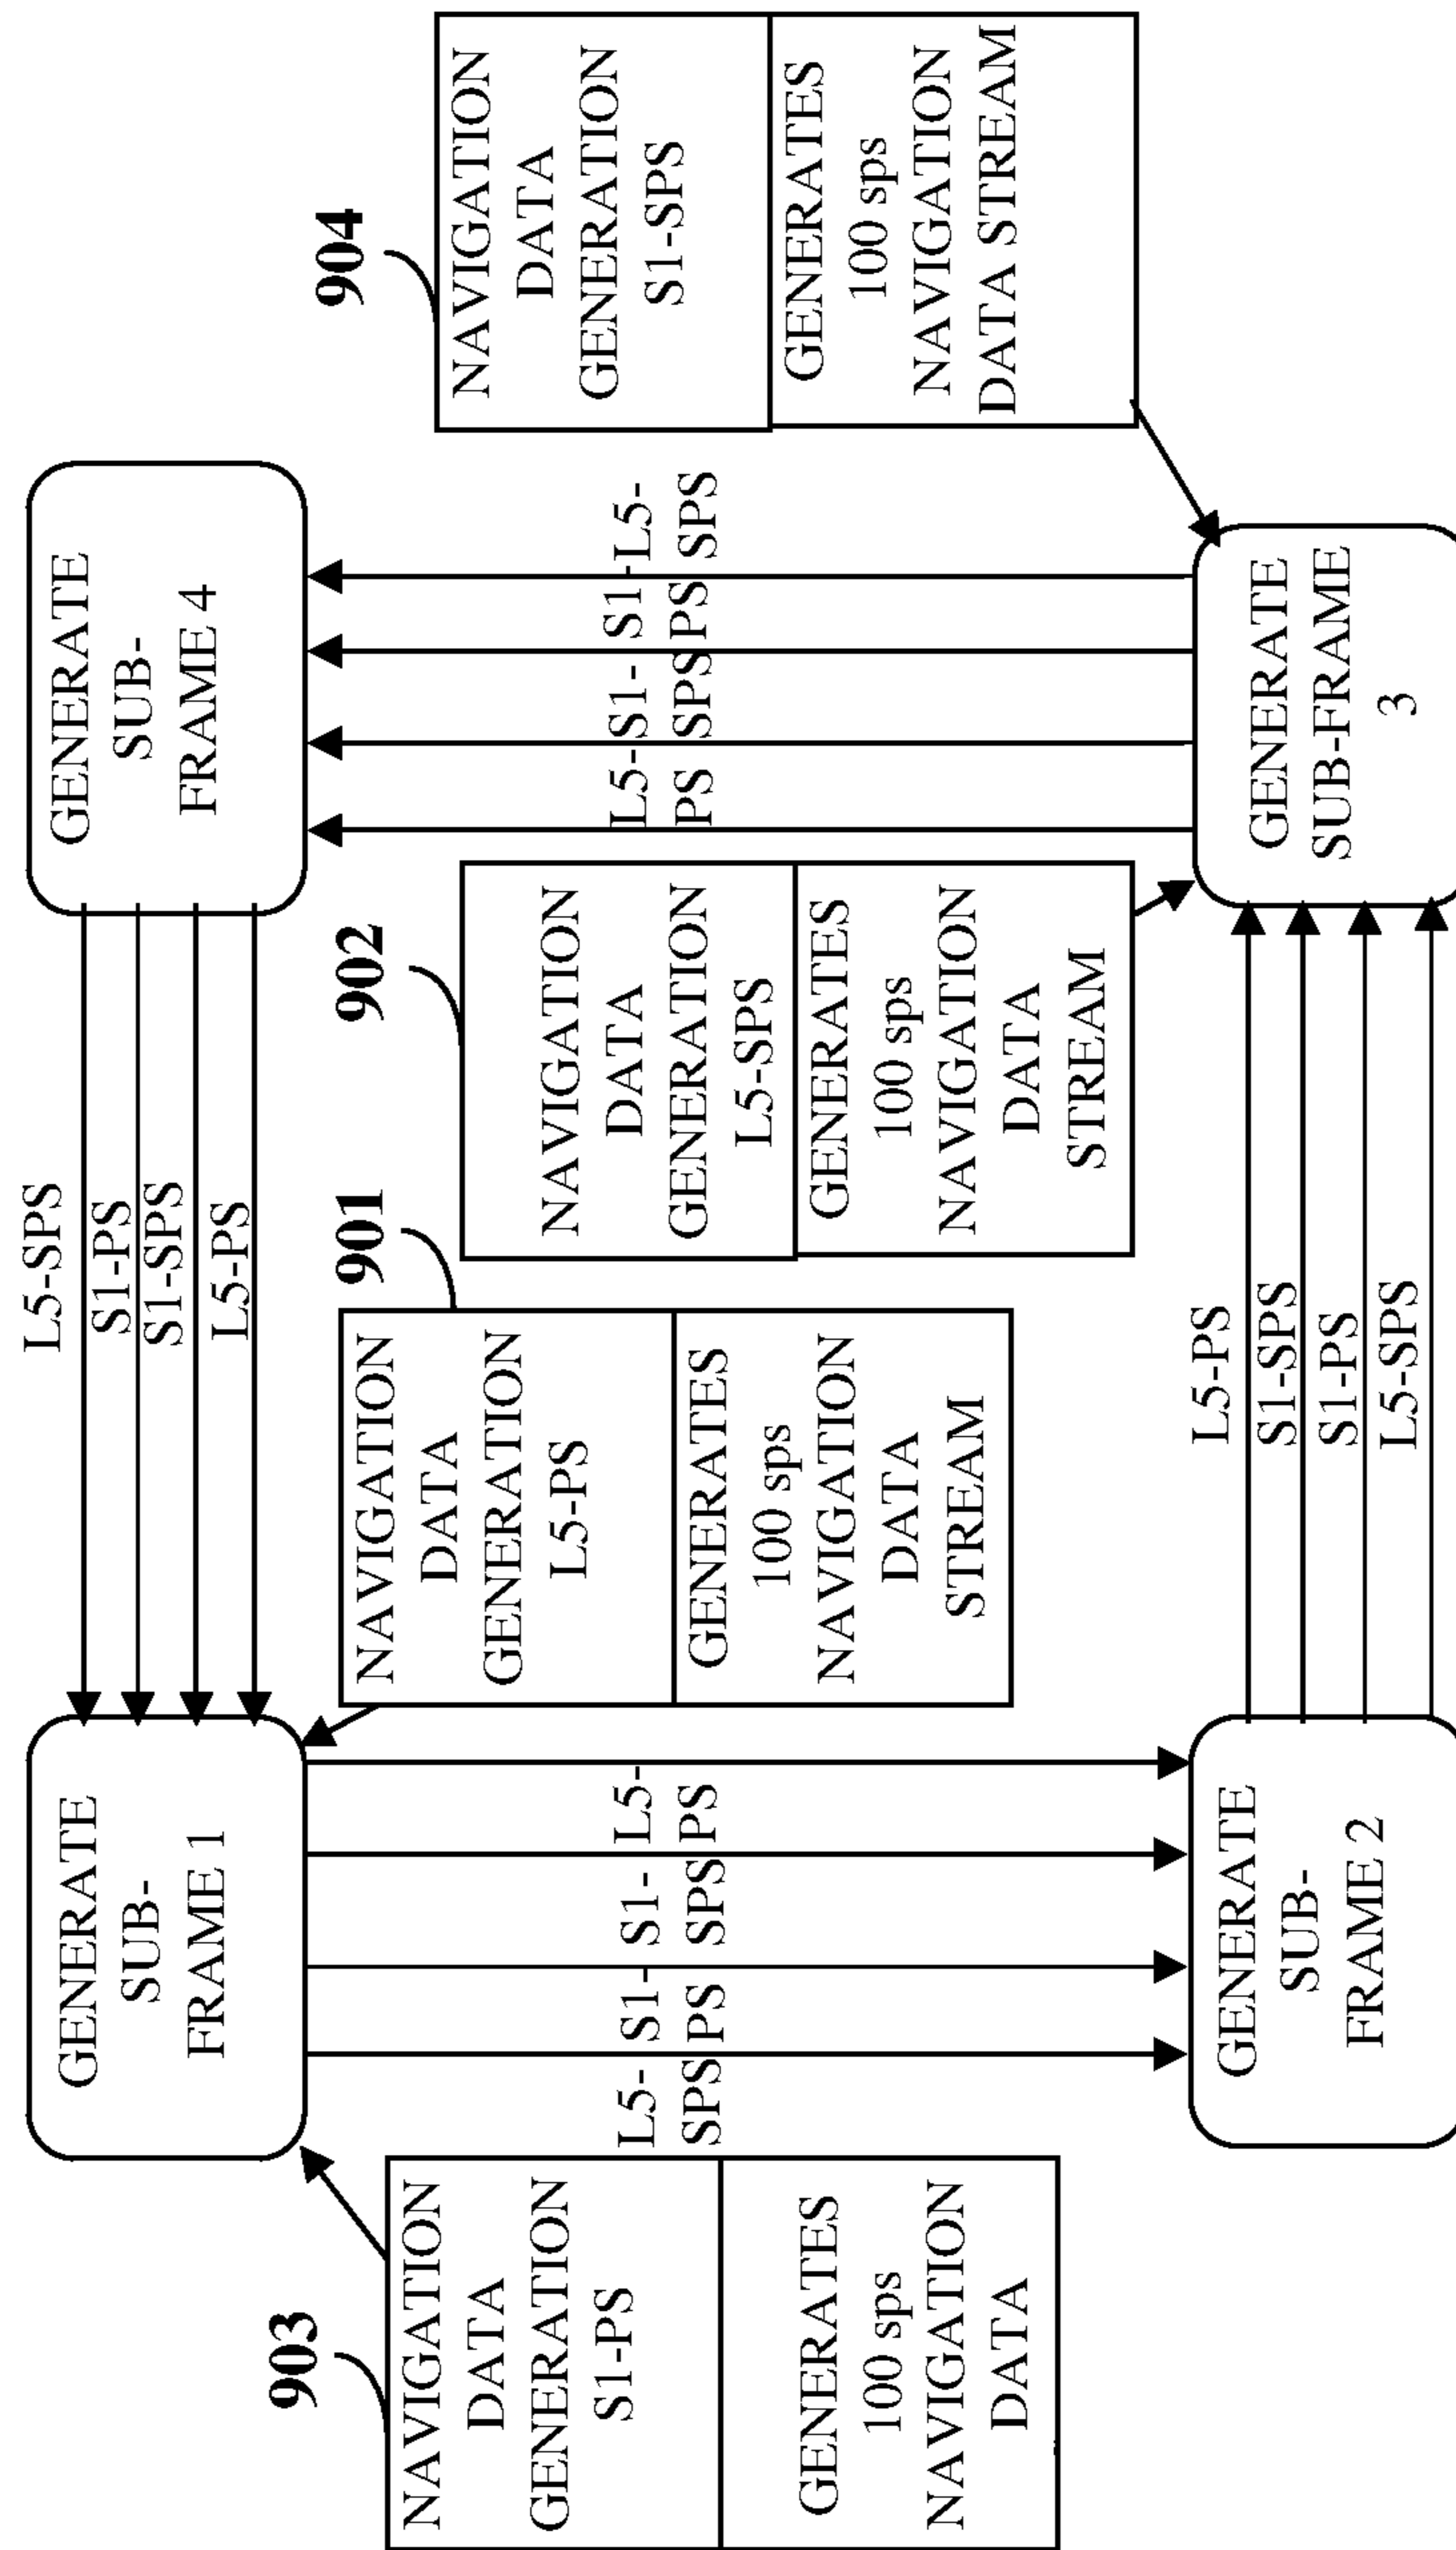 903
NAVIGATION
DATA
GENERATION
S1-PS
GENERATES
100 sps
NAVIGATION
DATA
GENERATE
SUB-
FRAME 1
L5-SPS
S1-PS
S1-SPS
L5-PS
GENERATE
SUB-
FRAME 4
L5-
SPS
S1-
PS
S1-
SPS
L5-
PS
901
NAVIGATION
DATA
GENERATION
L5-PS
GENERATES
100 sps
NAVIGATION
DATA
STREAM
902
NAVIGATION
DATA
GENERATION
L5-SPS
GENERATES
100 sps
NAVIGATION
DATA
STREAM
L5-
PS
S1-
SPS
S1-
PS
L5-
SPS
904
NAVIGATION
DATA
GENERATION
S1-SPS
GENERATES
100 sps
NAVIGATION
DATA STREAM
GENERATE
SUB-
FRAME 2
L5-PS
S1-SPS
S1-PS
L5-SPS
GENERATE
SUB-FRAME
3